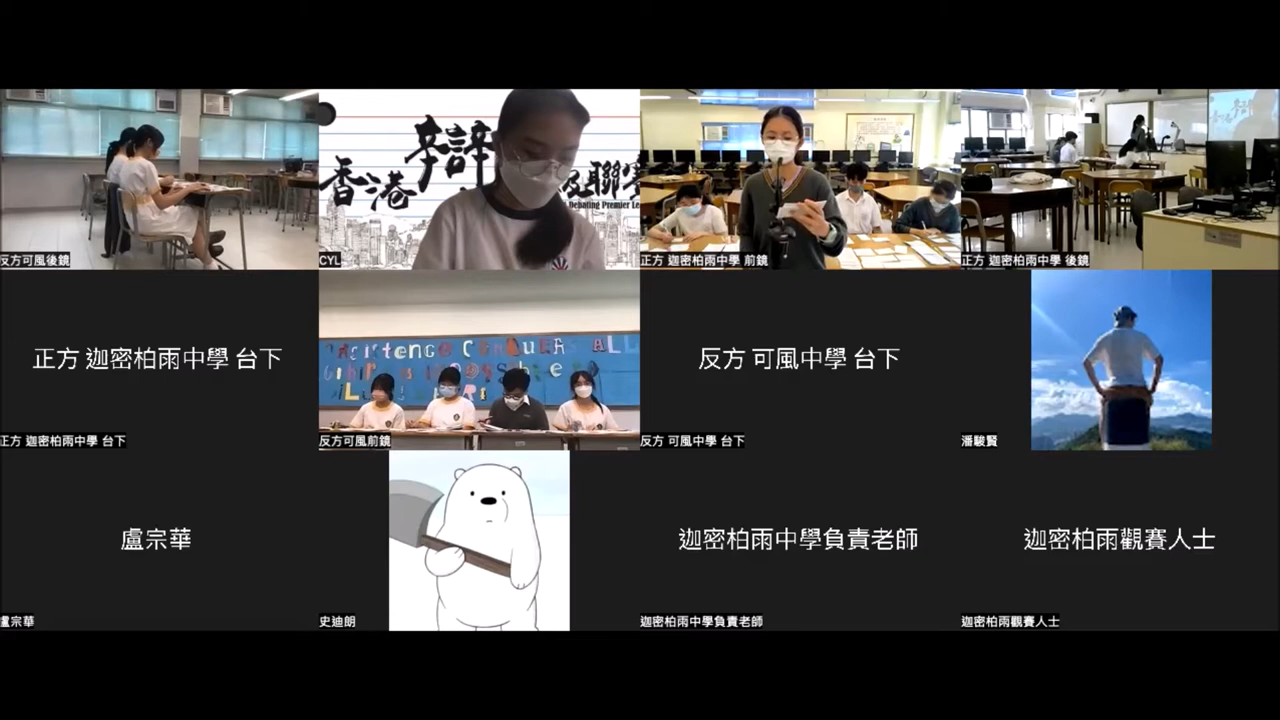 香港
辯
及聯賽
Debating Premier Le
反方可風後鏡
CYL
正方 迦密柏雨中學 前鏡
正方 迦密柏雨中學 後鏡
正方 迦密柏雨中學 台下
反方 可風中學 台下
正方 迦密柏雨中學 台下
反方可風前鏡
反方 可風中學 台下
潘駿賢
盧宗華
迦密柏雨中學負責老師
迦密柏雨觀賽人士
盧宗華
史迪朗
迦密柏雨中學負責老師
迦密柏雨觀賽人士